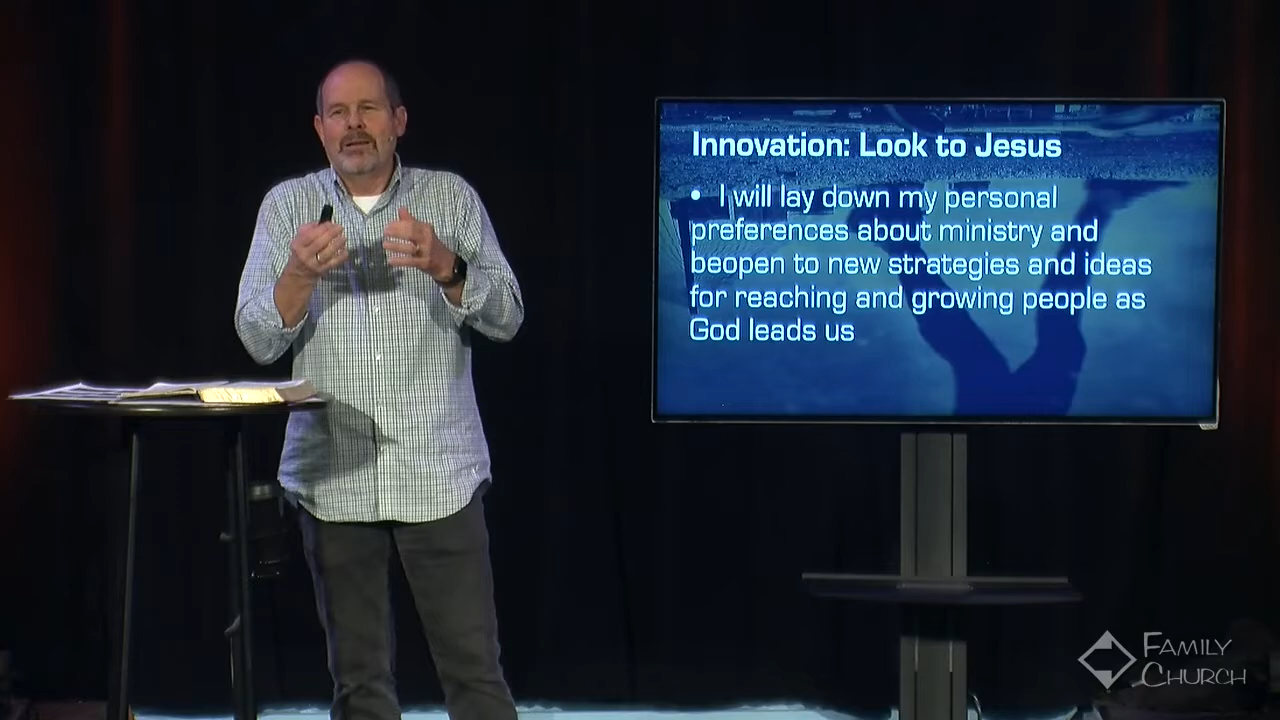 Innovation: Look to Jesus
• I will lay down my personal
preferences about ministry and
beopen to new strategies and ideas
for reaching and growing people as
God leads us
FAMILY
CHURCH